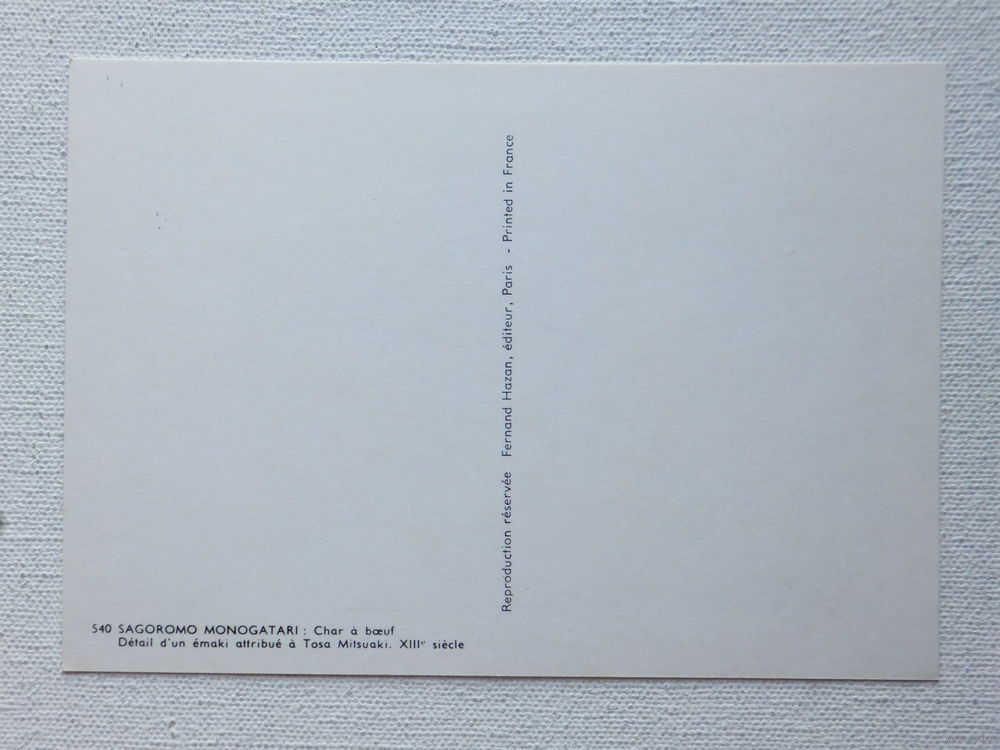 540 SAGOROMO MONOGATARI : Char à bœuf
Détail d'un émaki attribué à Tosa Mitsuaki. XIIIᵉ siècle
Reproduction réservée Fernand Hazan, éditeur, Paris - Printed in France